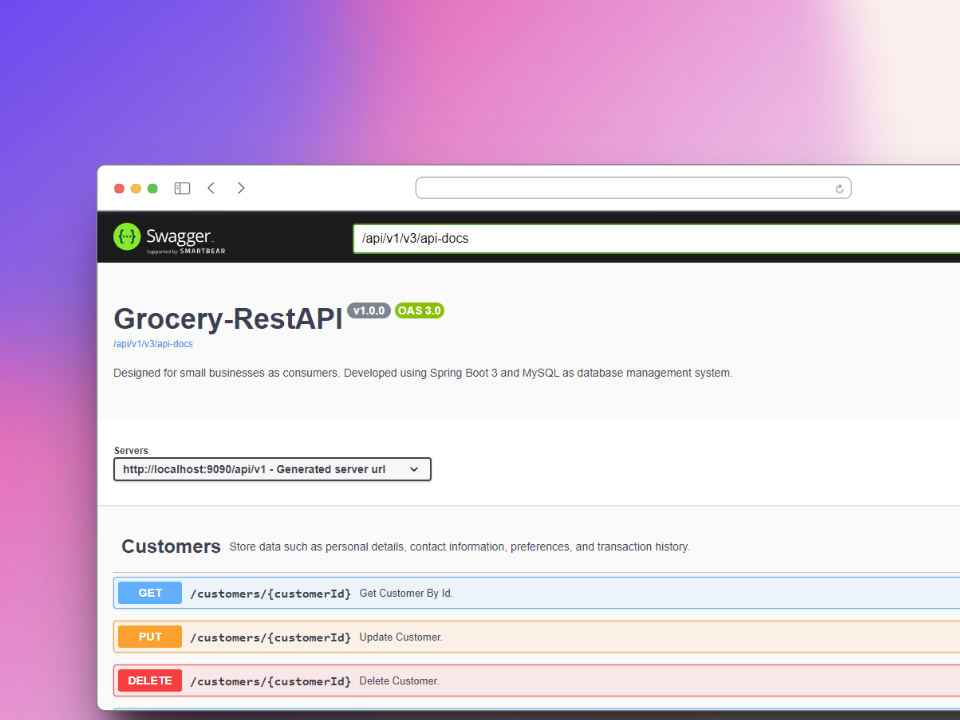 Swagger.
Supported by SMARTBEAR
/api/v1/v3/api-docs
Grocery-RestAPI v1.0.0 OAS 3.0
/api/v1/v3/api-docs
Designed for small businesses as consumers. Developed using Spring Boot 3 and MySQL as database management system.
Servers
http://localhost:9090/api/v1 - Generated server url
Customers Store data such as personal details, contact information, preferences, and transaction history.
GET /customers/{customerId} Get Customer By Id.
PUT /customers/{customerId} Update Customer.
DELETE /customers/{customerId} Delete Customer.